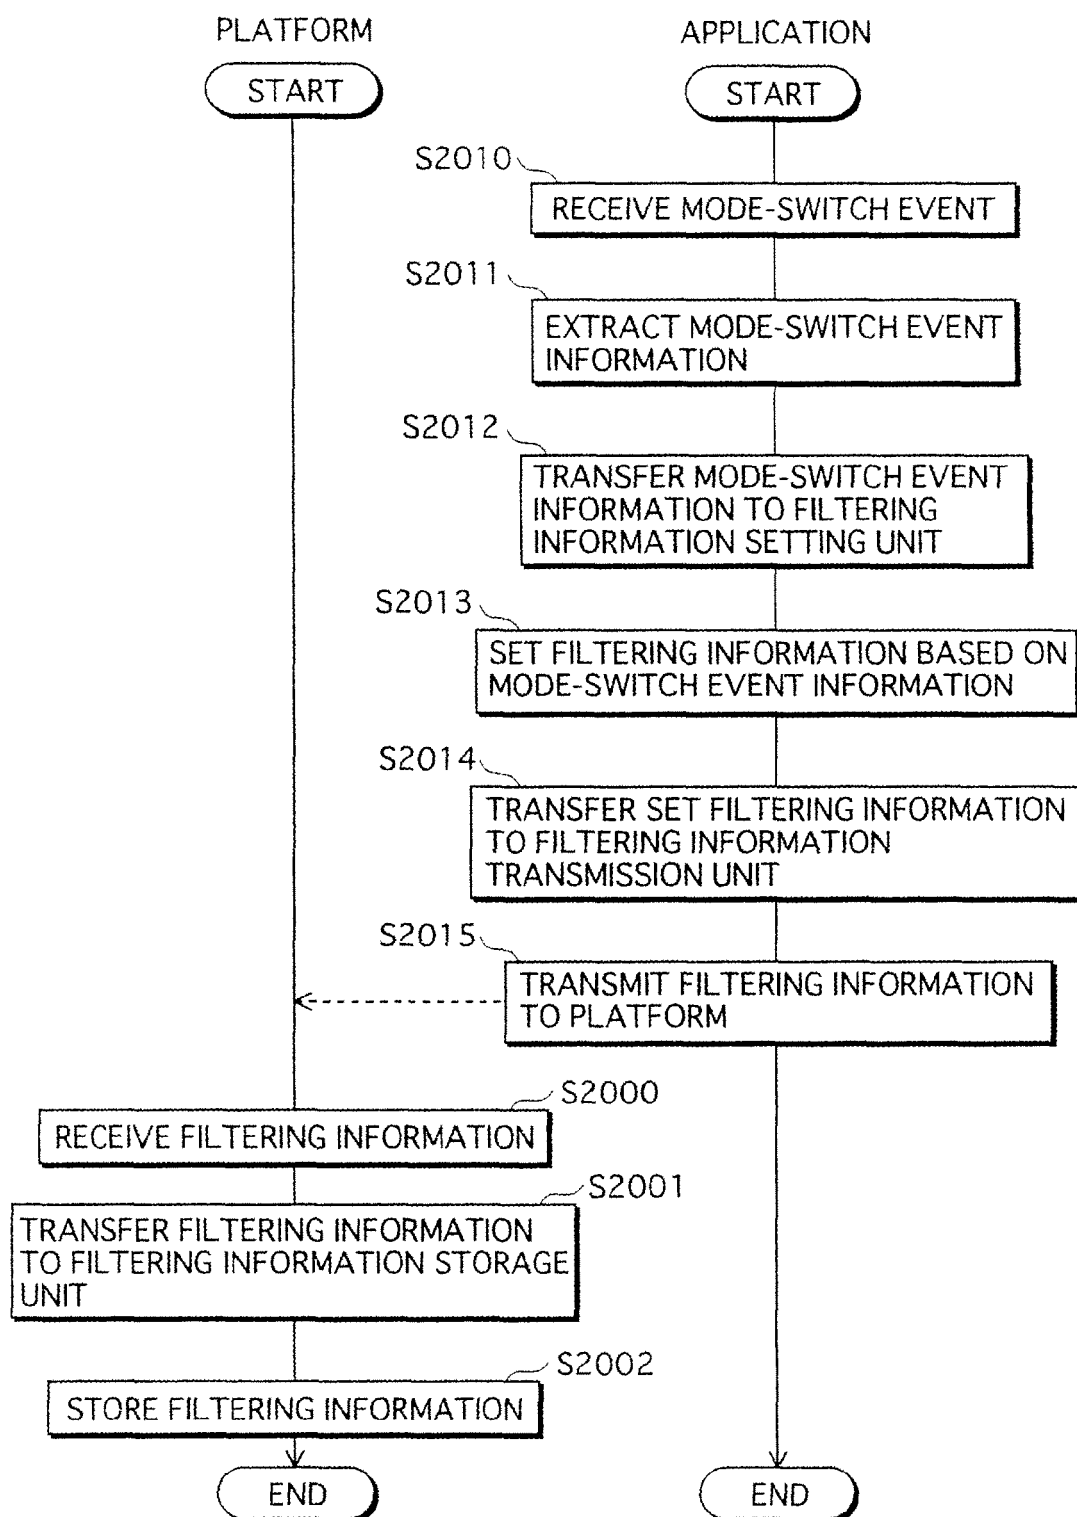 PLATFORM
APPLICATION
START
START
S2010
RECEIVE MODE-SWITCH EVENT
S2011
EXTRACT MODE-SWITCH EVENT
INFORMATION
S2012
TRANSFER MODE-SWITCH EVENT
INFORMATION TO FILTERING
INFORMATION SETTING UNIT
S2013
SET FILTERING INFORMATION BASED ON
MODE-SWITCH EVENT INFORMATION
S2014
TRANSFER SET FILTERING INFORMATION
TO FILTERING INFORMATION
TRANSMISSION UNIT
S2015
TRANSMIT FILTERING INFORMATION
TO PLATFORM
S2000
RECEIVE FILTERING INFORMATION
S2001
TRANSFER FILTERING INFORMATION
TO FILTERING INFORMATION STORAGE
UNIT
S2002
STORE FILTERING INFORMATION
END
END